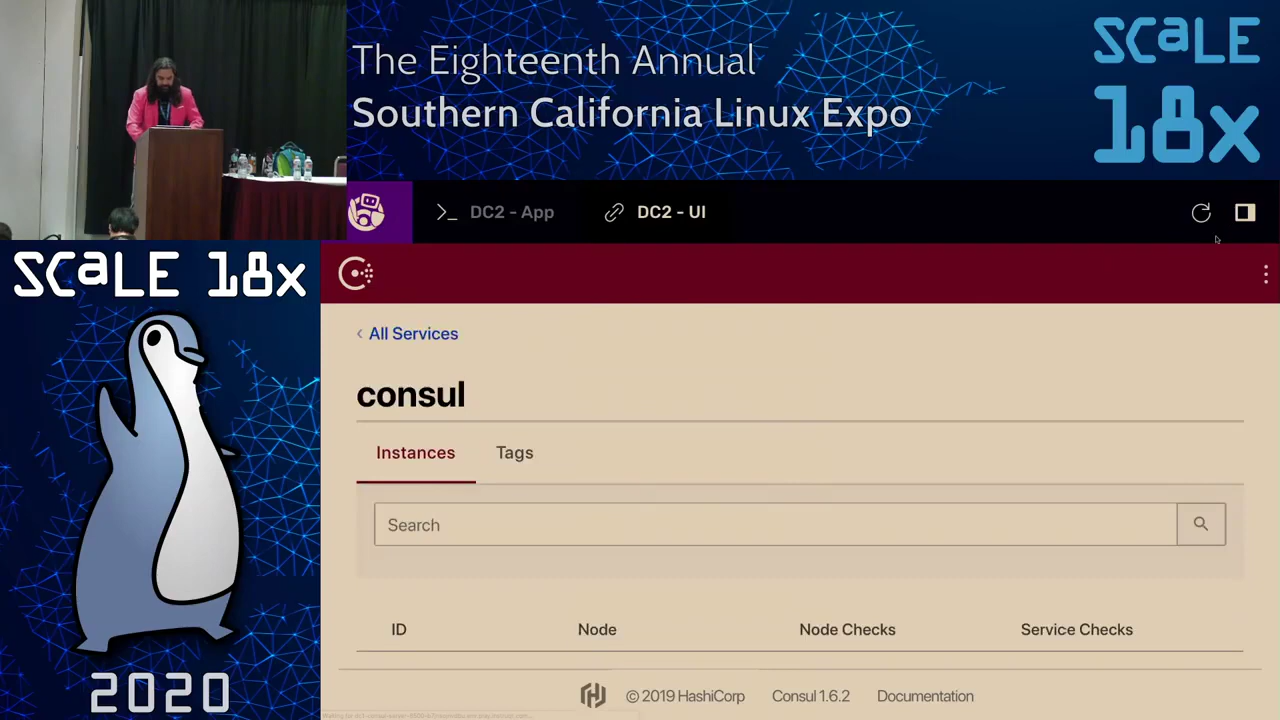 The Eighteenth Annual
Southern California Linux Expo
SCaLE
18x
DC2 - App
DC2 - UI
SCaLE 18x
‹ All Services
consul
Instances
Tags
Search
ID
Node
Node Checks
Service Checks
© 2019 HashiCorp
Consul 1.6.2
Documentation
2020